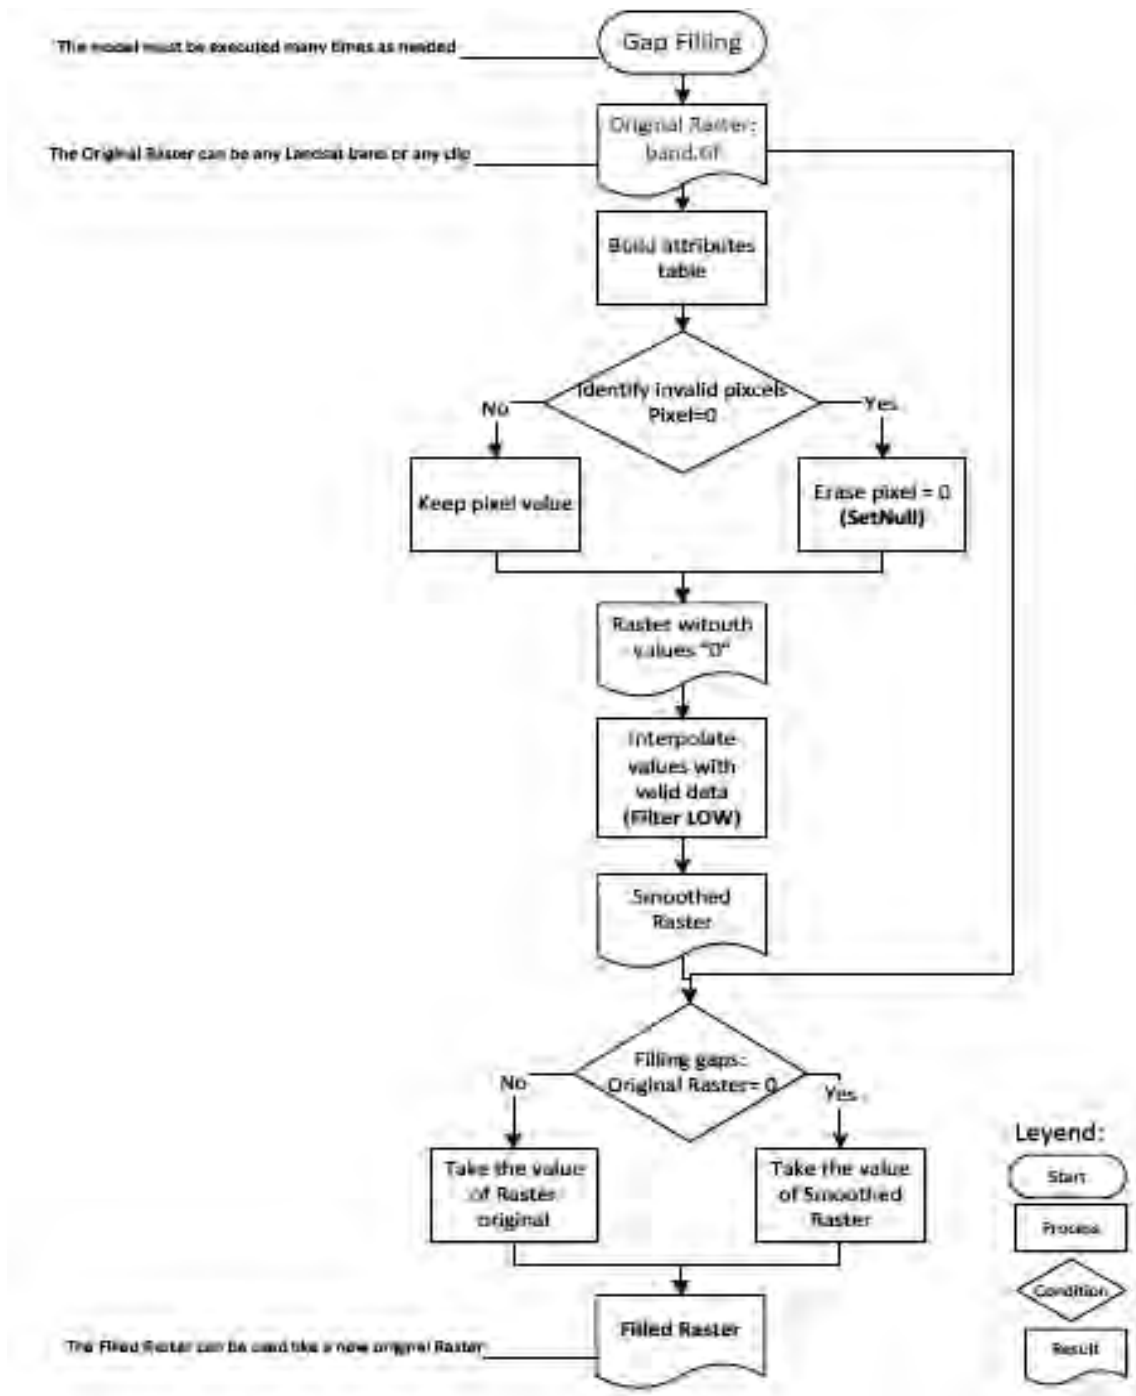 Gap Filling
The model must be executed many times as needed
Original Raster:
band.tif
The Original Raster can be any Landsat band or any clip
Build attributes
table
Identify invalid pixcels
Pixel=0
No
Yes
Keep pixel value
Erase pixel = 0
(SetNull)
Raster witouth
values "0"
Interpolate
values with
valid data
(Filter LOW)
Smoothed
Raster
Filling gaps:
Original Raster= 0
No
Yes
Take the value
of Raster
original
Take the value
of Smoothed
Raster
Filled Raster
The Filled Raster can be used like a new original Raster
Leyend:
Start
Process
Condition
Result